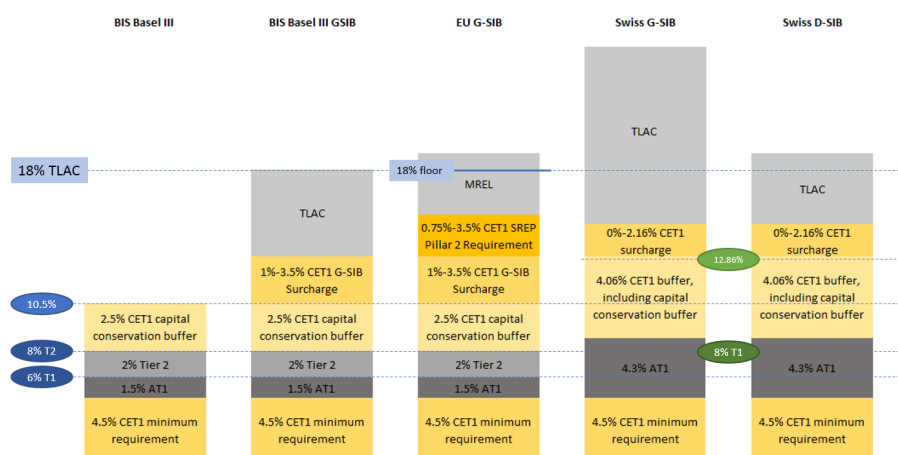 BIS Basel III
BIS Basel III GSIB
EU G-SIB
Swiss G-SIB
Swiss D-SIB
18% TLAC
10.5%
8% T2
6% T1
2.5% CET1 capital
conservation buffer
2% Tier 2
1.5% AT1
4.5% CET1 minimum
requirement
TLAC
1%-3.5% CET1 G-SIB
Surcharge
2.5% CET1 capital
conservation buffer
2% Tier 2
1.5% AT1
4.5% CET1 minimum
requirement
18% floor
MREL
0.75%-3.5% CET1 SREP
Pillar 2 Requirement
1%-3.5% CET1 G-SIB
Surcharge
2.5% CET1 capital
conservation buffer
2% Tier 2
1.5% AT1
4.5% CET1 minimum
requirement
TLAC
0%-2.16% CET1
surcharge
4.06% CET1 buffer,
including capital
conservation buffer
4.3% AT1
4.5% CET1 minimum
requirement
12.86%
8% T1
TLAC
0%-2.16% CET1
surcharge
4.06% CET1 buffer,
including capital
conservation buffer
4.3% AT1
4.5% CET1 minimum
requirement